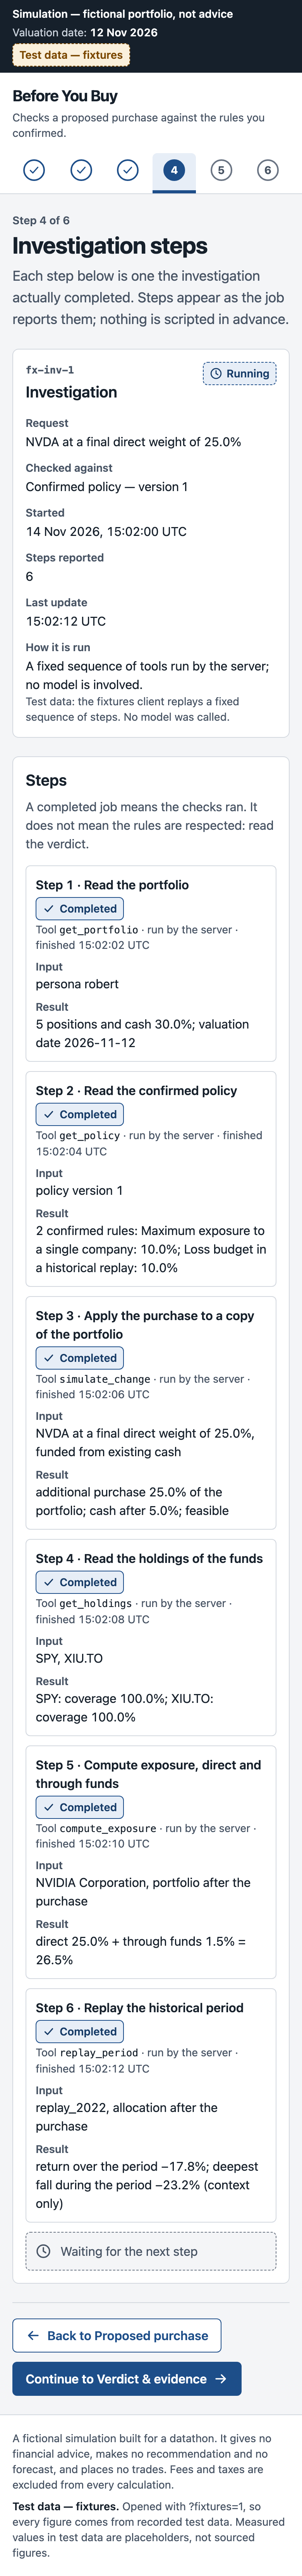 Simulation — fictional portfolio, not advice
Valuation date: 12 Nov 2026
Test data — fixtures
Before You Buy
Checks a proposed purchase against the rules you
confirmed.
4
5
6
Step 4 of 6
Investigation steps
Each step below is one the investigation
actually completed. Steps appear as the job
reports them; nothing is scripted in advance.
fx-inv-1
Running
Investigation
Request
NVDA at a final direct weight of 25.0%
Checked against
Confirmed policy — version 1
Started
14 Nov 2026, 15:02:00 UTC
Steps reported
6
Last update
15:02:12 UTC
How it is run
A fixed sequence of tools run by the server;
no model is involved.
Test data: the fixtures client replays a fixed
sequence of steps. No model was called.
Steps
A completed job means the checks ran. It
does not mean the rules are respected: read
the verdict.
Step 1 · Read the portfolio
Completed
Tool get_portfolio · run by the server ·
finished 15:02:02 UTC
Input
persona robert
Result
5 positions and cash 30.0%; valuation
date 2026-11-12
Step 2 · Read the confirmed policy
Completed
Tool get_policy · run by the server · finished
15:02:04 UTC
Input
policy version 1
Result
2 confirmed rules: Maximum exposure to
a single company: 10.0%; Loss budget in
a historical replay: 10.0%
Step 3 · Apply the purchase to a copy
of the portfolio
Completed
Tool simulate_change · run by the server ·
finished 15:02:06 UTC
Input
NVDA at a final direct weight of 25.0%,
funded from existing cash
Result
additional purchase 25.0% of the
portfolio; cash after 5.0%; feasible
Step 4 · Read the holdings of the funds
Completed
Tool get_holdings · run by the server ·
finished 15:02:08 UTC
Input
SPY, XIU.TO
Result
SPY: coverage 100.0%; XIU.TO:
coverage 100.0%
Step 5 · Compute exposure, direct and
through funds
Completed
Tool compute_exposure · run by the server ·
finished 15:02:10 UTC
Input
NVIDIA Corporation, portfolio after the
purchase
Result
direct 25.0% + through funds 1.5% =
26.5%
Step 6 · Replay the historical period
Completed
Tool replay_period · run by the server ·
finished 15:02:12 UTC
Input
replay_2022, allocation after the
purchase
Result
return over the period −17.8%; deepest
fall during the period −23.2% (context
only)
Waiting for the next step
← Back to Proposed purchase
Continue to Verdict & evidence →
A fictional simulation built for a datathon. It gives no
financial advice, makes no recommendation and no
forecast, and places no trades. Fees and taxes are
excluded from every calculation.
Test data — fixtures. Opened with ?fixtures=1, so
every figure comes from recorded test data. Measured
values in test data are placeholders, not sourced
figures.